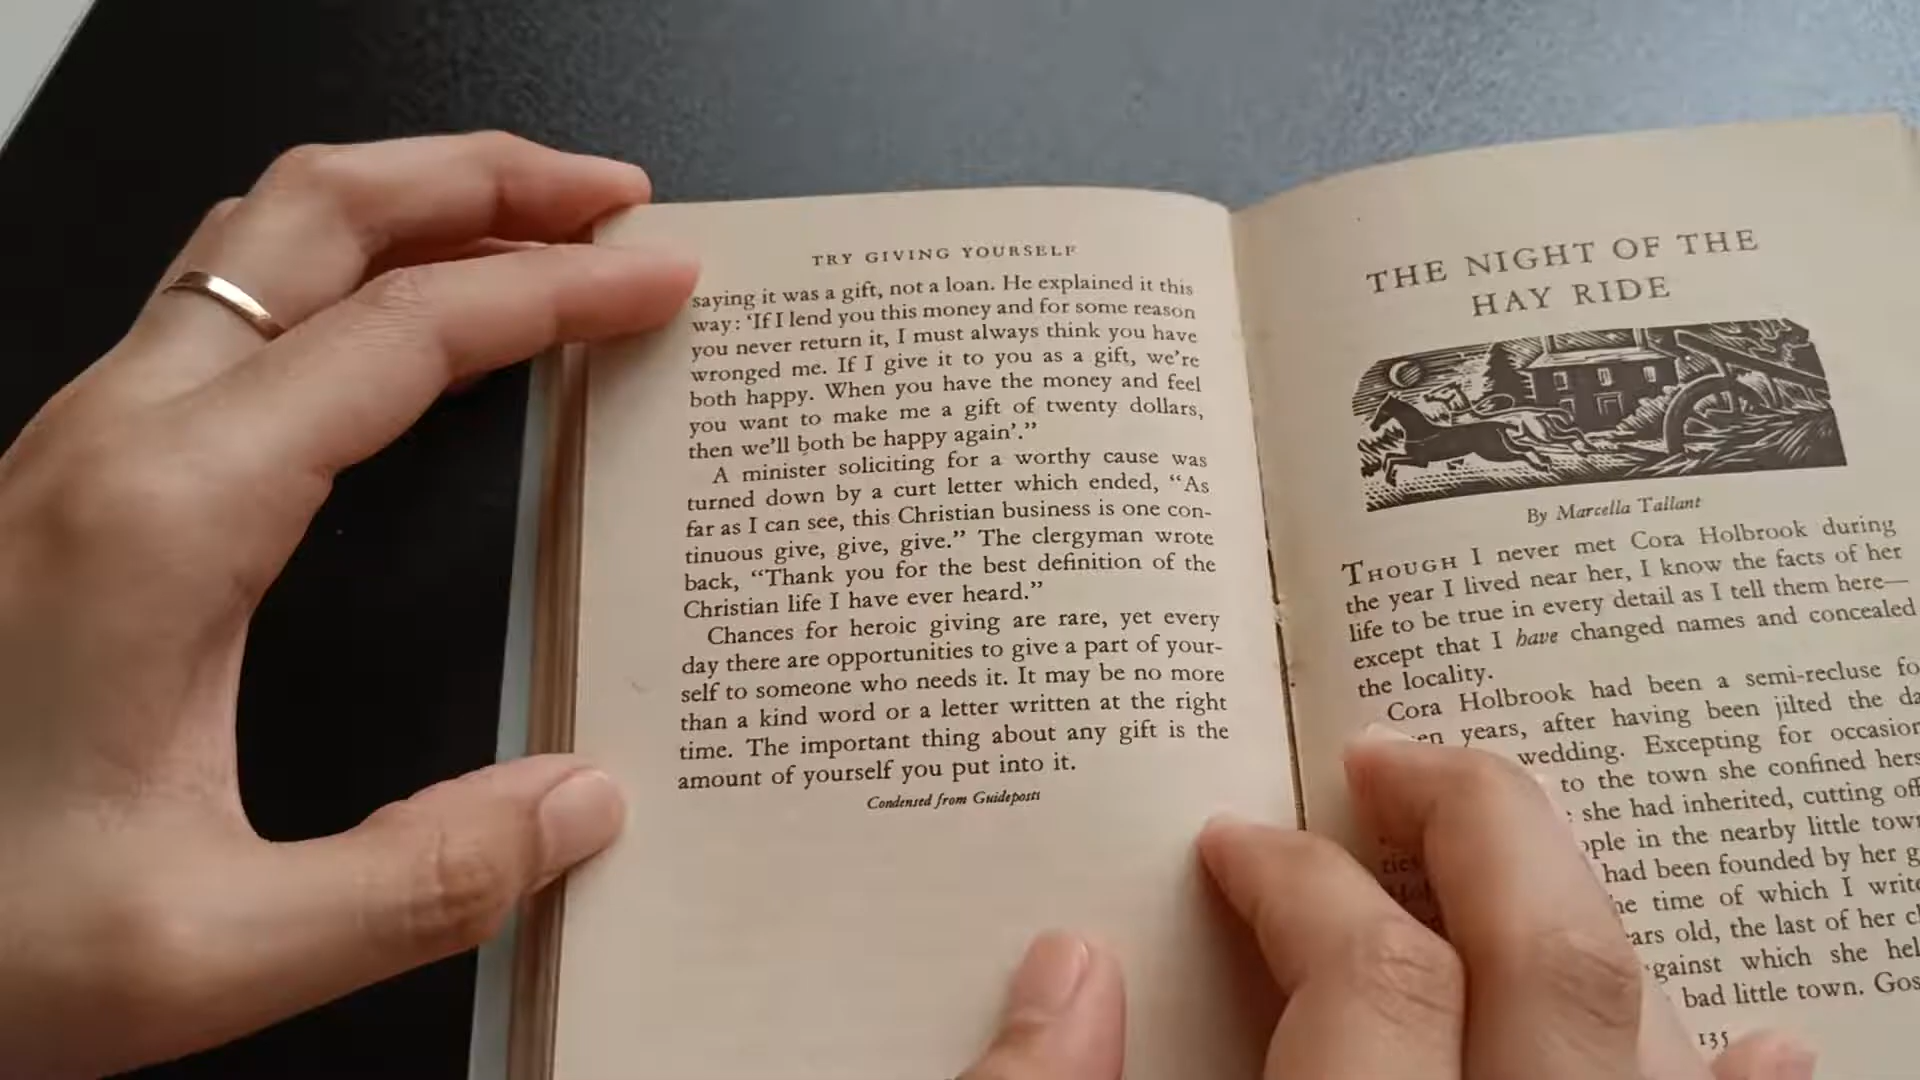 TRY GIVING YOURSELF
saying it was a gift, not a loan. He explained it this
way: ‘If I lend you this money and for some reason
you never return it, I must always think you have
wronged me. If I give it to you as a gift, we’re
both happy. When you have the money and feel
you want to make me a gift of twenty dollars,
then we’ll both be happy again’.”
A minister soliciting for a worthy cause was
turned down by a curt letter which ended, “As
far as I can see, this Christian business is one con-
tinuous give, give, give.” The clergyman wrote
back, “Thank you for the best definition of the
Christian life I have ever heard.”
Chances for heroic giving are rare, yet every
day there are opportunities to give a part of your-
self to someone who needs it. It may be no more
than a kind word or a letter written at the right
time. The important thing about any gift is the
amount of yourself you put into it.
Condensed from Guideposts
THE NIGHT OF THE
HAY RIDE
By Marcella Tallant
THOUGH I never met Cora Holbrook during
the year I lived near her, I know the facts of her
life to be true in every detail as I tell them here—
except that I have changed names and concealed
the locality.
Cora Holbrook had been a semi-recluse
years, after having been jilted the
wedding. Excepting for
to the town she confined
she had inherited, cutting off
in the nearby little
had been founded by her
time of which I
old, the last of her
which she
bad little town.
135